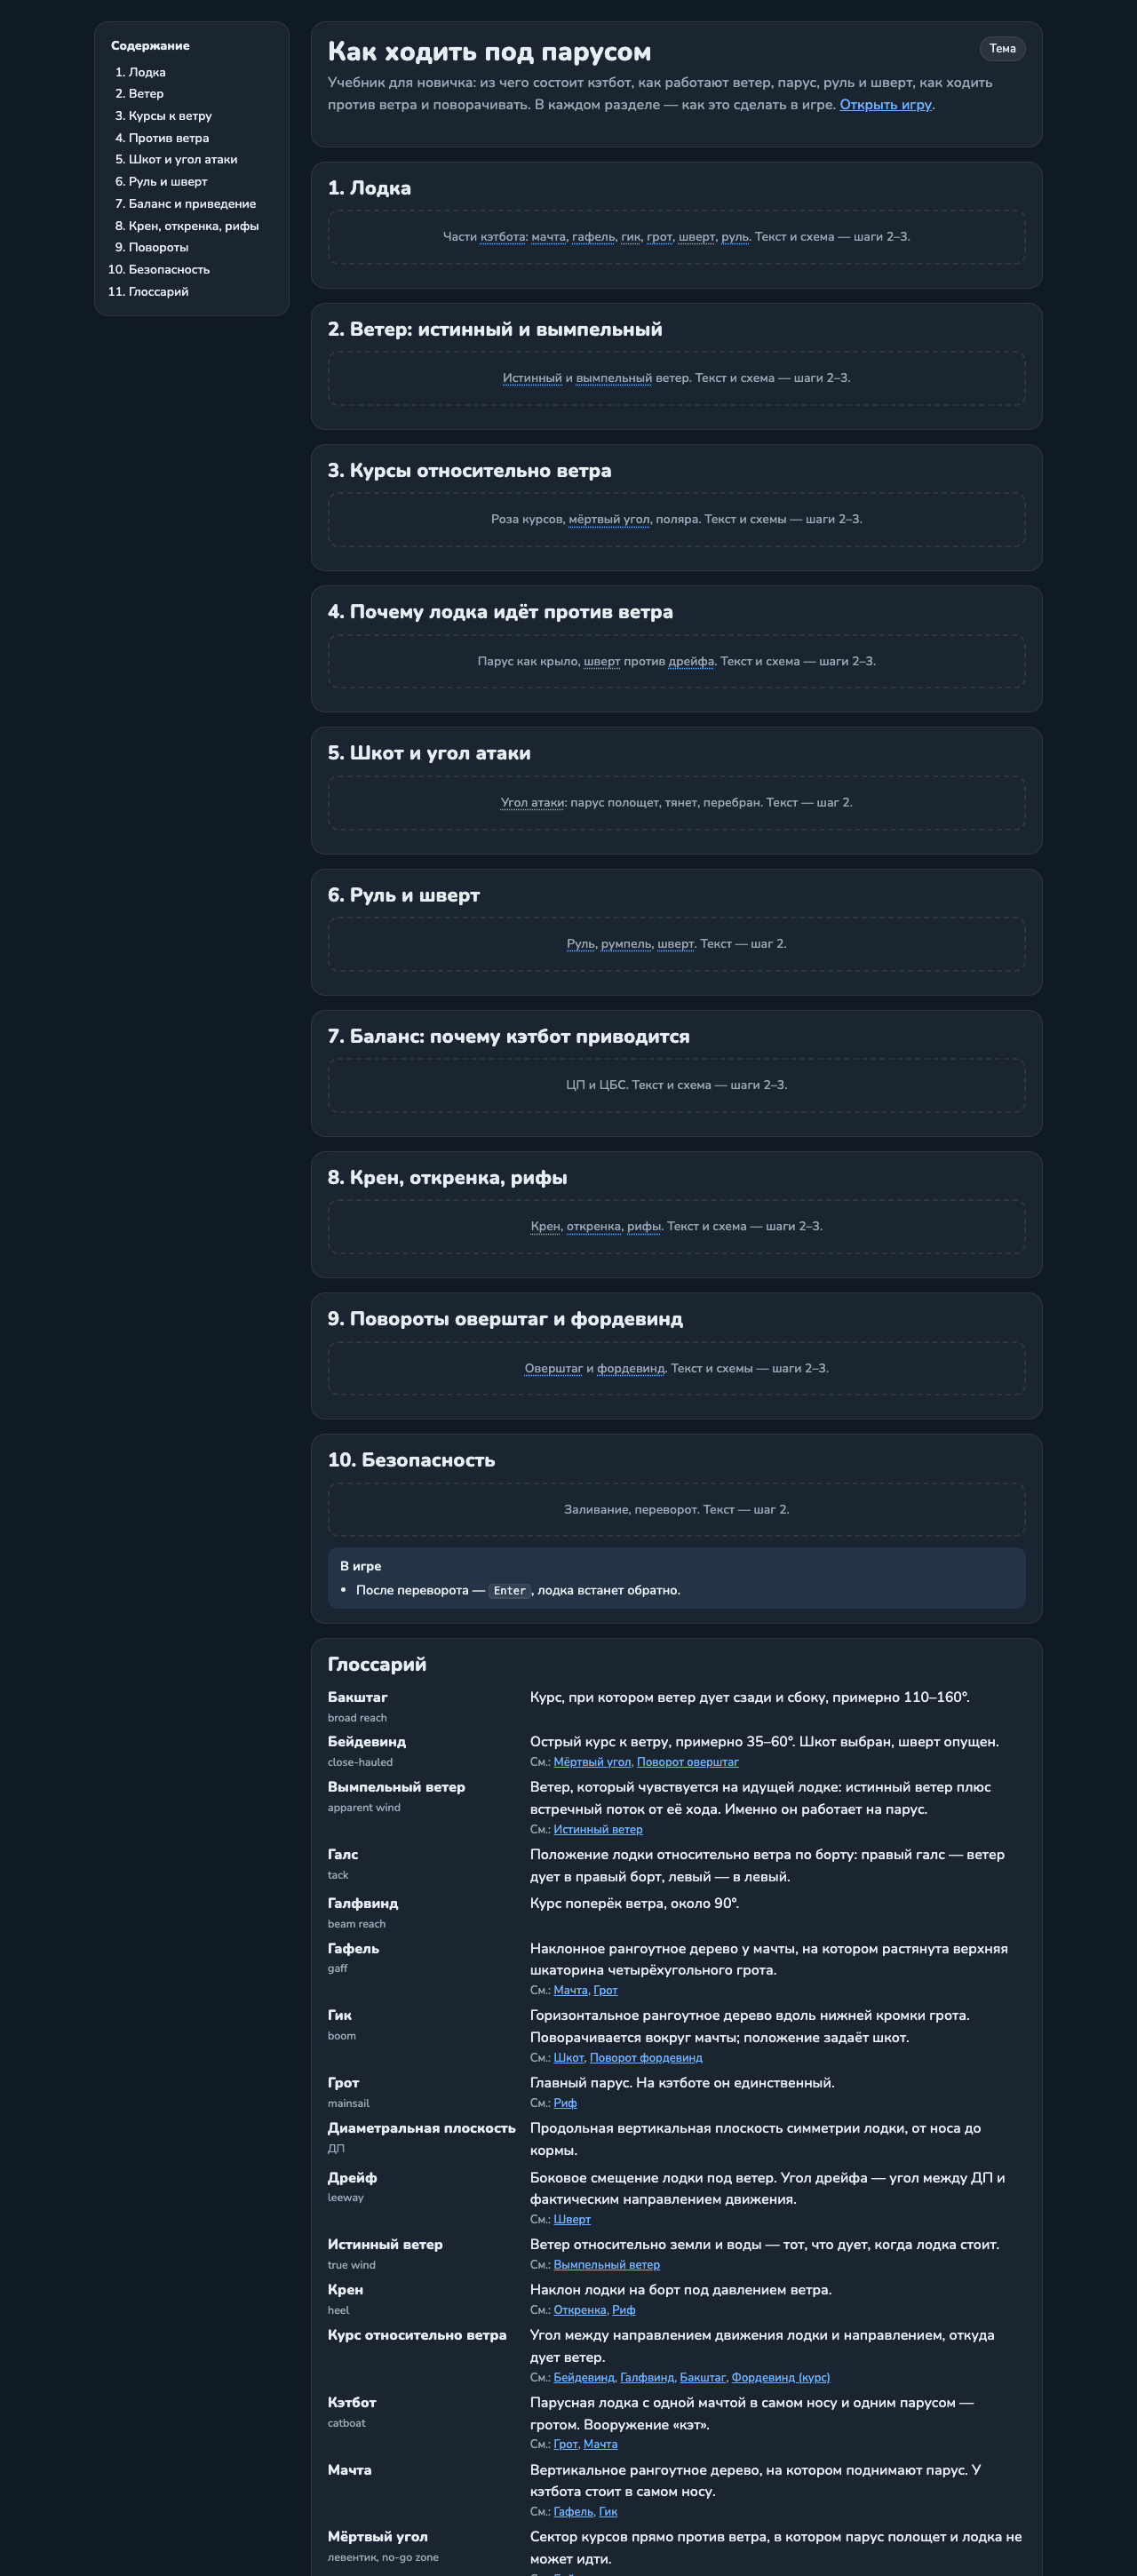 Содержание
1. Лодка
2. Ветер
3. Курсы к ветру
4. Против ветра
5. Шкот и угол атаки
6. Руль и шверт
7. Баланс и приведение
8. Крен, откренка, рифы
9. Повороты
10. Безопасность
11. Глоссарий
Как ходить под парусом
Тема
Учебник для новичка: из чего состоит кэтбот, как работают ветер, парус, руль и шверт, как ходить
против ветра и поворачивать. В каждом разделе — как это сделать в игре. Открыть игру.
1. Лодка
Части кэтбота: мачта, гафель, гик, грот, шверт, руль. Текст и схема — шаги 2–3.
2. Ветер: истинный и вымпельный
Истинный и вымпельный ветер. Текст и схема — шаги 2–3.
3. Курсы относительно ветра
Роза курсов, мёртвый угол, поляра. Текст и схемы — шаги 2–3.
4. Почему лодка идёт против ветра
Парус как крыло, шверт против дрейфа. Текст и схема — шаги 2–3.
5. Шкот и угол атаки
Угол атаки: парус полощет, тянет, перебран. Текст — шаг 2.
6. Руль и шверт
Руль, румпель, шверт. Текст — шаг 2.
7. Баланс: почему кэтбот приводится
ЦП и ЦБС. Текст и схема — шаги 2–3.
8. Крен, откренка, рифы
Крен, откренка, рифы. Текст и схема — шаги 2–3.
9. Повороты оверштаг и фордевинд
Оверштаг и фордевинд. Текст и схемы — шаги 2–3.
10. Безопасность
Заливание, переворот. Текст — шаг 2.
В игре
• После переворота — Enter, лодка встанет обратно.
Глоссарий
Бакштаг
broad reach
Курс, при котором ветер дует сзади и сбоку, примерно 110–160°.
Бейдевинд
close-hauled
Острый курс к ветру, примерно 35–60°. Шкот выбран, шверт опущен.
См.: Мёртвый угол, Поворот оверштаг
Вымпельный ветер
apparent wind
Ветер, который чувствуется на идущей лодке: истинный ветер плюс
встречный поток от её хода. Именно он работает на парус.
См.: Истинный ветер
Галс
tack
Положение лодки относительно ветра по борту: правый галс — ветер
дует в правый борт, левый — в левый.
Галфвинд
beam reach
Курс поперёк ветра, около 90°.
Гафель
gaff
Наклонное рангоутное дерево у мачты, на котором растянута верхняя
шкаторина четырёхугольного грота.
См.: Мачта, Грот
Гик
boom
Горизонтальное рангоутное дерево вдоль нижней кромки грота.
Поворачивается вокруг мачты; положение задаёт шкот.
См.: Шкот, Поворот фордевинд
Грот
mainsail
Главный парус. На кэтботе он единственный.
См.: Риф
Диаметральная плоскость
ДП
Продольная вертикальная плоскость симметрии лодки, от носа до
кормы.
Дрейф
leeway
Боковое смещение лодки под ветер. Угол дрейфа — угол между ДП и
фактическим направлением движения.
См.: Шверт
Истинный ветер
true wind
Ветер относительно земли и воды — тот, что дует, когда лодка стоит.
См.: Вымпельный ветер
Крен
heel
Наклон лодки на борт под давлением ветра.
См.: Откренка, Риф
Курс относительно ветра
Угол между направлением движения лодки и направлением, откуда
дует ветер.
См.: Бейдевинд, Галфвинд, Бакштаг, Фордевинд (курс)
Кэтбот
catboat
Парусная лодка с одной мачтой в самом носу и одним парусом —
гротом. Вооружение «кэт».
См.: Грот, Мачта
Мачта
Вертикальное рангоутное дерево, на котором поднимают парус. У
кэтбота стоит в самом носу.
См.: Гафель, Гик
Мёртвый угол
левентик, no-go zone
Сектор курсов прямо против ветра, в котором парус полощет и лодка не
может идти.